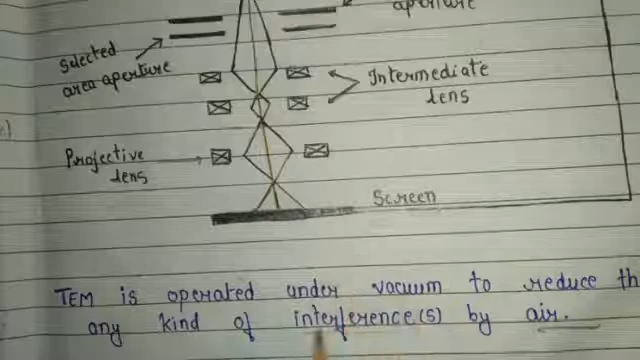 aperture
Selected
area aperture
Intermediate
lens
Projective
lens
Screen
TEM is operated under vacuum to reduce th
any kind of interference(s) by air.